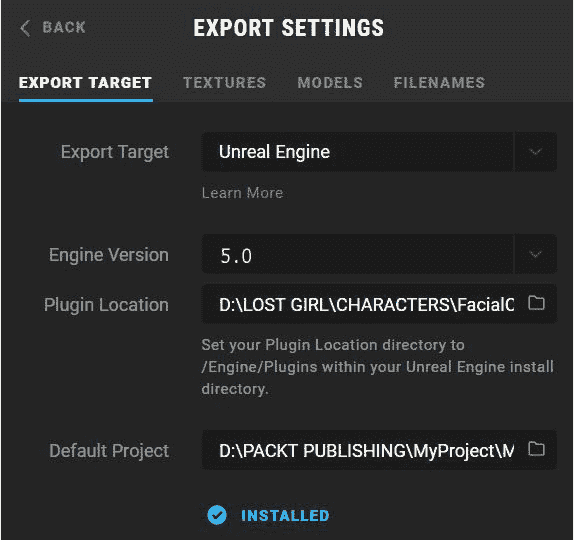 BACK
EXPORT SETTINGS
EXPORT TARGET TEXTURES MODELS FILENAMES
Export Target Unreal Engine
Learn More
Engine Version 5.0
Plugin Location D:\LOST GIRL\CHARACTERS\FacialC
Set your Plugin Location directory to
/Engine/Plugins within your Unreal Engine install
directory.
Default Project D:\PACKT PUBLISHING\MyProject\M
INSTALLED